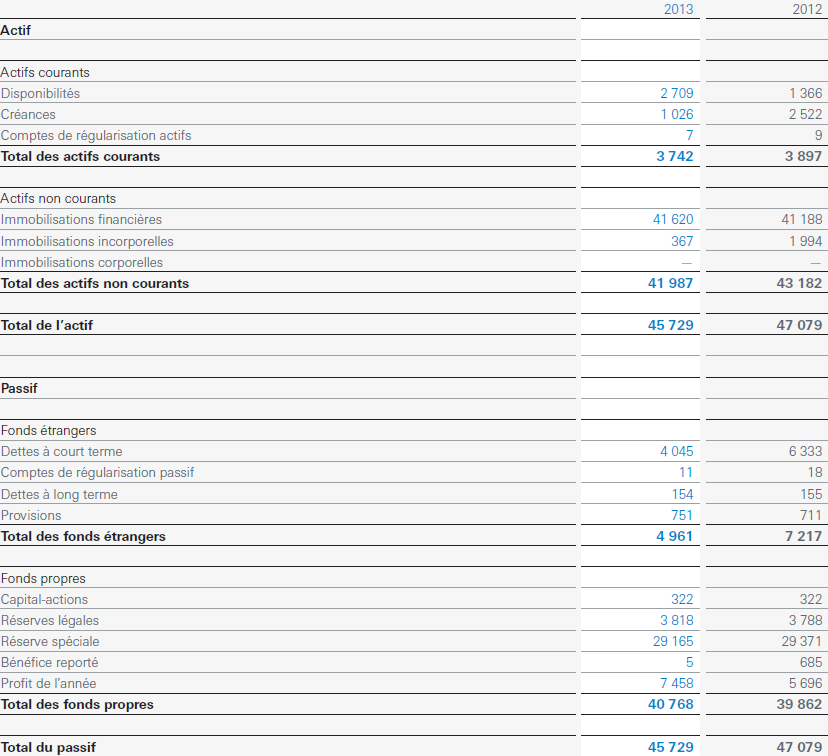 2013 2012
Actif
Actifs courants
Disponibilités 2 709 1 366
Créances 1 026 2 522
Comptes de régularisation actifs 7 9
Total des actifs courants 3 742 3 897
Actifs non courants
Immobilisations financières 41 620 41 188
Immobilisations incorporelles 367 1 994
Immobilisations corporelles — —
Total des actifs non courants 41 987 43 182
Total de l’actif 45 729 47 079
Passif
Fonds étrangers
Dettes à court terme 4 045 6 333
Comptes de régularisation passif 11 18
Dettes à long terme 154 155
Provisions 751 711
Total des fonds étrangers 4 961 7 217
Fonds propres
Capital-actions 322 322
Réserves légales 3 818 3 788
Réserve spéciale 29 165 29 371
Bénéfice reporté 5 685
Profit de l’année 7 458 5 696
Total des fonds propres 40 768 39 862
Total du passif 45 729 47 079